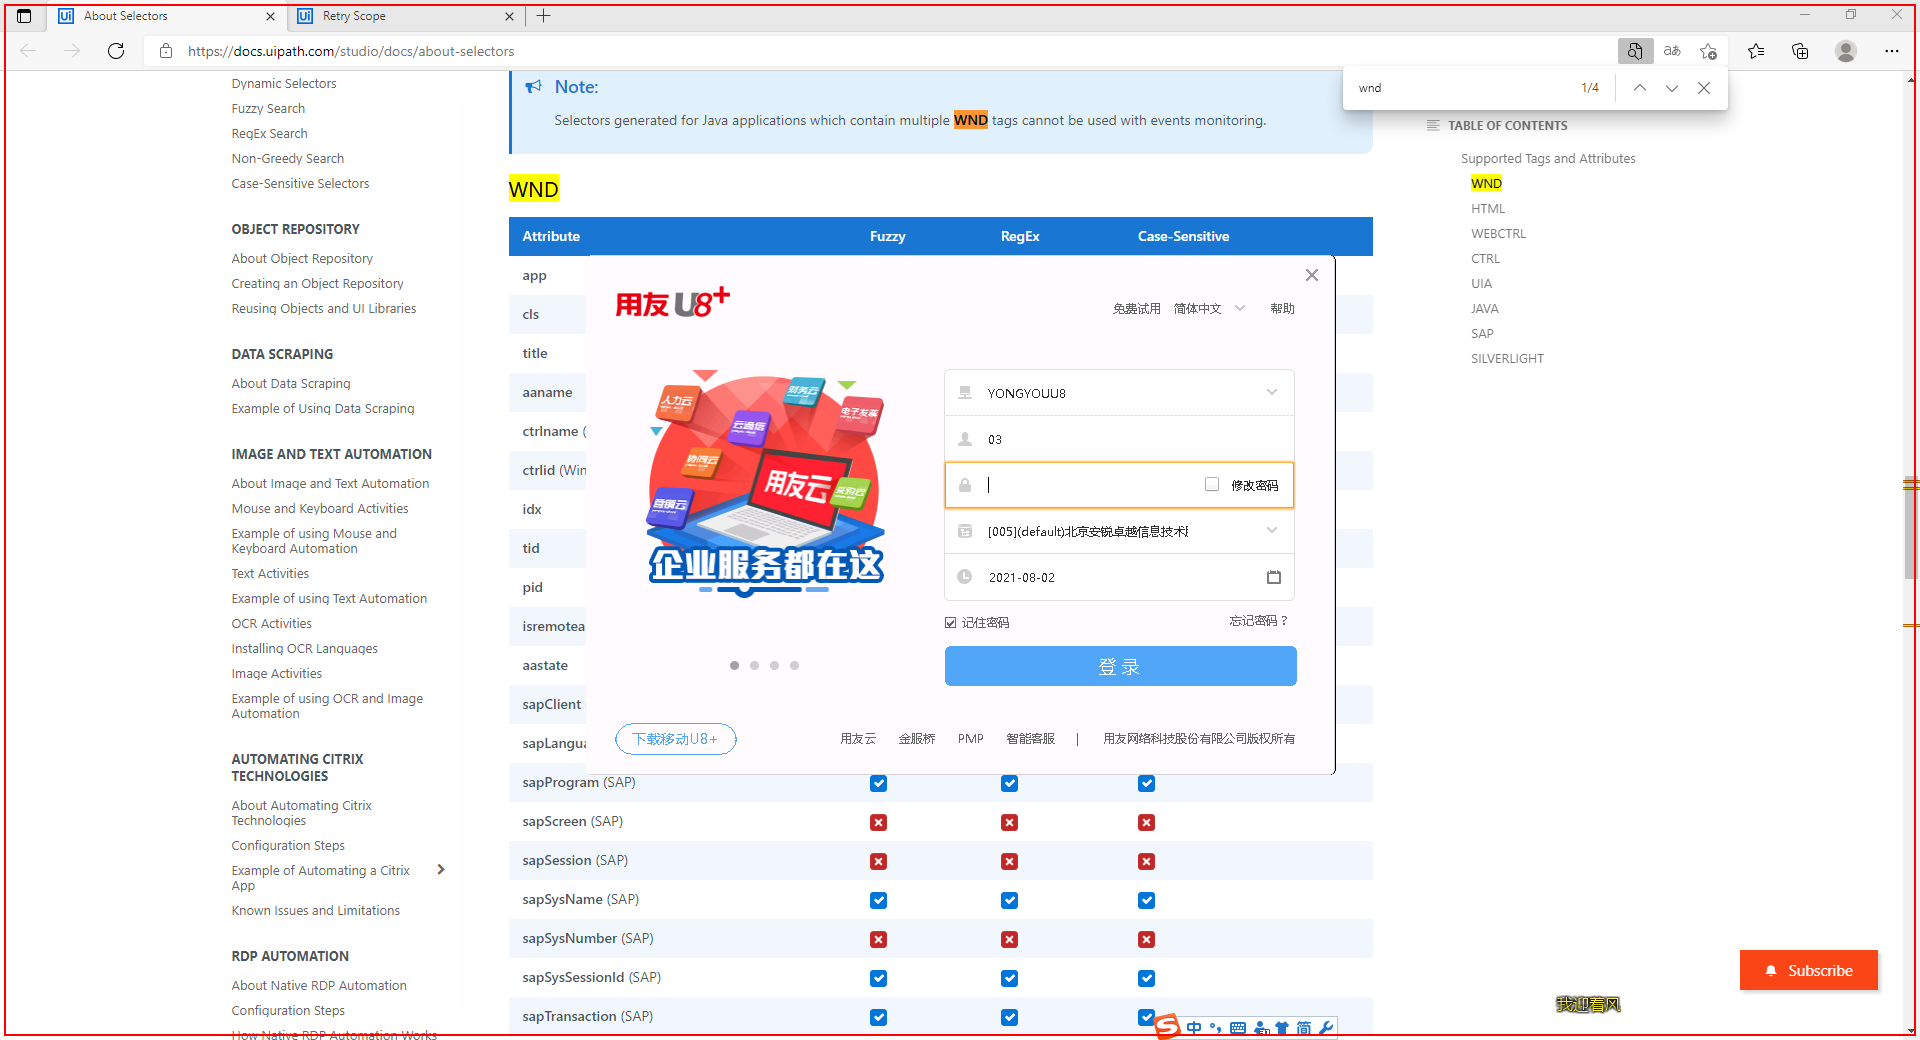 About Selectors
Retry Scope
https://docs.uipath.com/studio/docs/about-selectors
aあ
wnd
1/4
Dynamic Selectors
Fuzzy Search
RegEx Search
Non-Greedy Search
Case-Sensitive Selectors
OBJECT REPOSITORY
About Object Repository
Creating an Object Repository
Reusing Objects and UI Libraries
DATA SCRAPING
About Data Scraping
Example of Using Data Scraping
IMAGE AND TEXT AUTOMATION
About Image and Text Automation
Mouse and Keyboard Activities
Example of using Mouse and
Keyboard Automation
Text Activities
Example of using Text Automation
OCR Activities
Installing OCR Languages
Image Activities
Example of using OCR and Image
Automation
AUTOMATING CITRIX
TECHNOLOGIES
About Automating Citrix
Technologies
Configuration Steps
Example of Automating a Citrix
App
Known Issues and Limitations
RDP AUTOMATION
About Native RDP Automation
Configuration Steps
How Native RDP Automation Works
Note:
Selectors generated for Java applications which contain multiple WND tags cannot be used with events monitoring.
WND
Attribute Fuzzy RegEx Case-Sensitive
app
cls
title
aaname
ctrlname (
ctrlid (Win
idx
tid
pid
isremotea
aastate
sapClient
sapLangua
sapProgram (SAP)
sapScreen (SAP)
sapSession (SAP)
sapSysName (SAP)
sapSysNumber (SAP)
sapSysSessionId (SAP)
sapTransaction (SAP)
用友 U8+
免费试用 简体中文 帮助
人力云
财务云
电子发票
云通信
协同云
用友云
采购云
营销云
企业服务都在这
YONGYOUU8
03
修改密码
[005](default)北京安锐卓越信息技术
2021-08-02
记住密码
忘记密码？
登录
下载移动U8+
用友云 金服桥 PMP 智能客服 | 用友网络科技股份有限公司版权所有
TABLE OF CONTENTS
Supported Tags and Attributes
WND
HTML
WEBCTRL
CTRL
UIA
JAVA
SAP
SILVERLIGHT
Subscribe
我迎着风
中 简